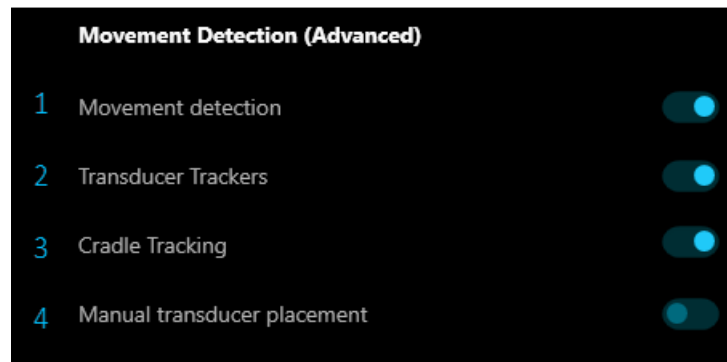 Movement Detection (Advanced)
1 Movement detection
2 Transducer Trackers
3 Cradle Tracking
4 Manual transducer placement